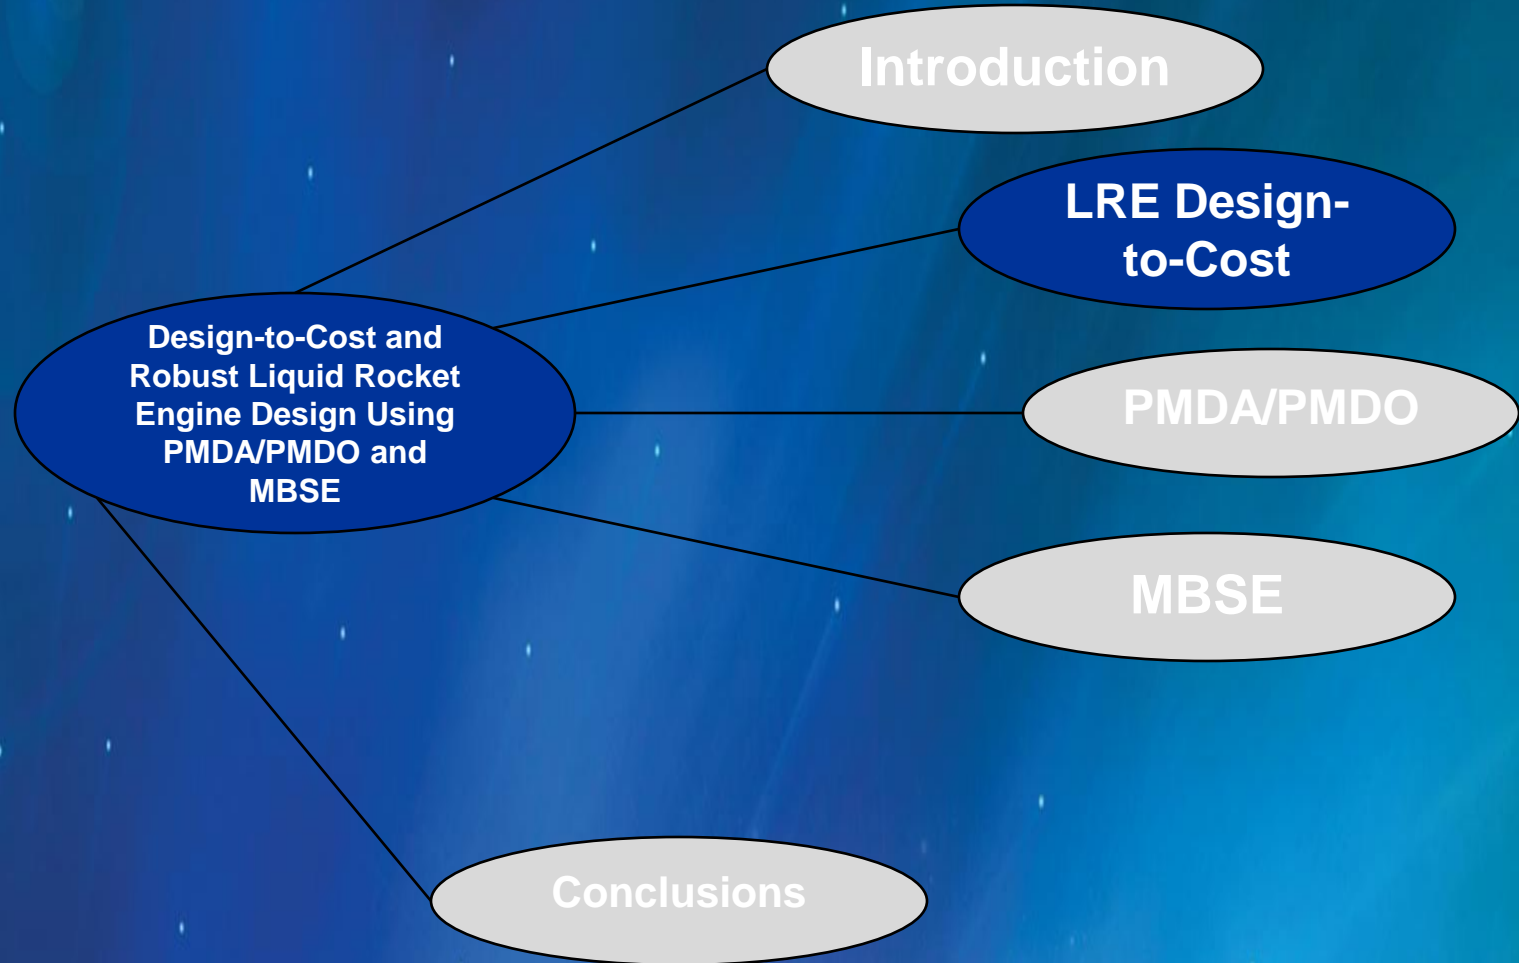 Introduction
LRE Design-
to-Cost
Design-to-Cost and
Robust Liquid Rocket
Engine Design Using
PMDA/PMDO and
MBSE
PMDA/PMDO
MBSE
Conclusions